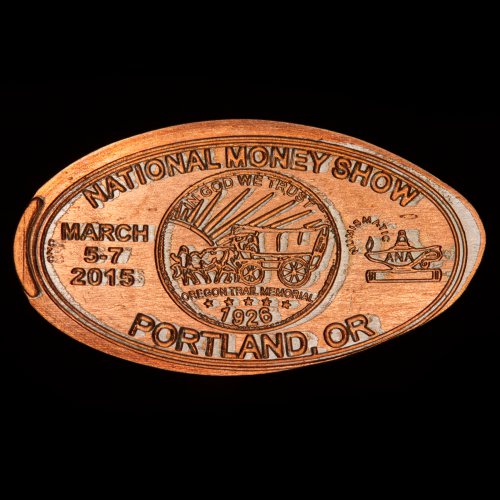 NATIONAL MONEY SHOW
MARCH
5-7
2015
IN GOD WE TRUST
OREGON TRAIL MEMORIAL
1926
NUMISMATIC
ANA
PORTLAND, OR